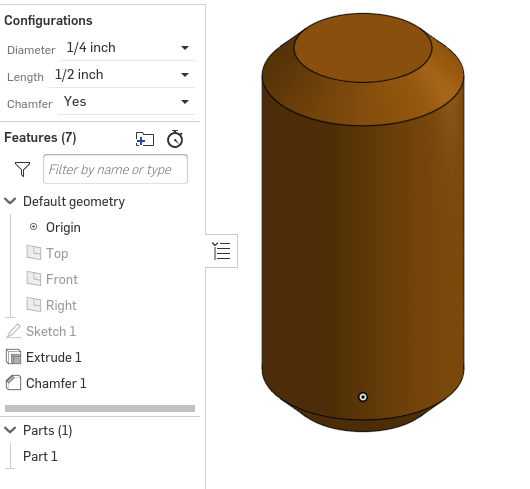 Configurations
Diameter 1/4 inch
Length 1/2 inch
Chamfer Yes
Features (7)
Filter by name or type
Default geometry
Origin
Top
Front
Right
Sketch 1
Extrude 1
Chamfer 1
Parts (1)
Part 1